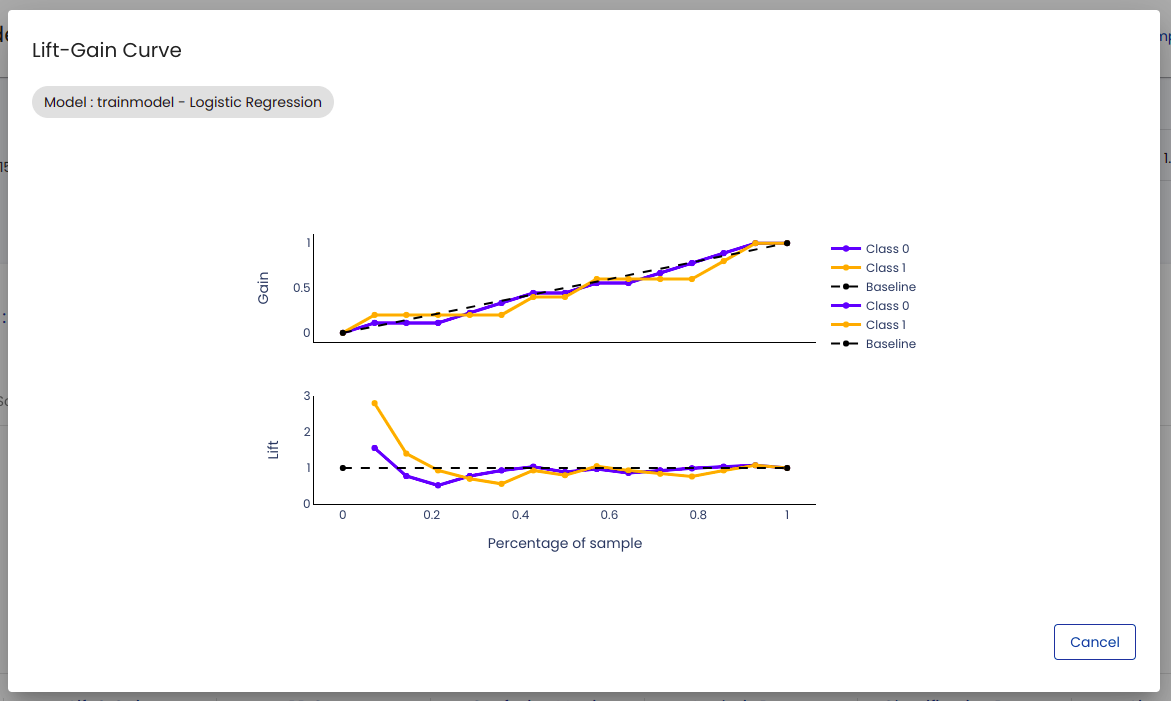 Lift-Gain Curve
Model : trainmodel - Logistic Regression
Gain
1
0.5
0
Class 0
Class 1
Baseline
Class 0
Class 1
Baseline
Lift
3
2
1
0
0 0.2 0.4 0.6 0.8 1
Percentage of sample
Cancel